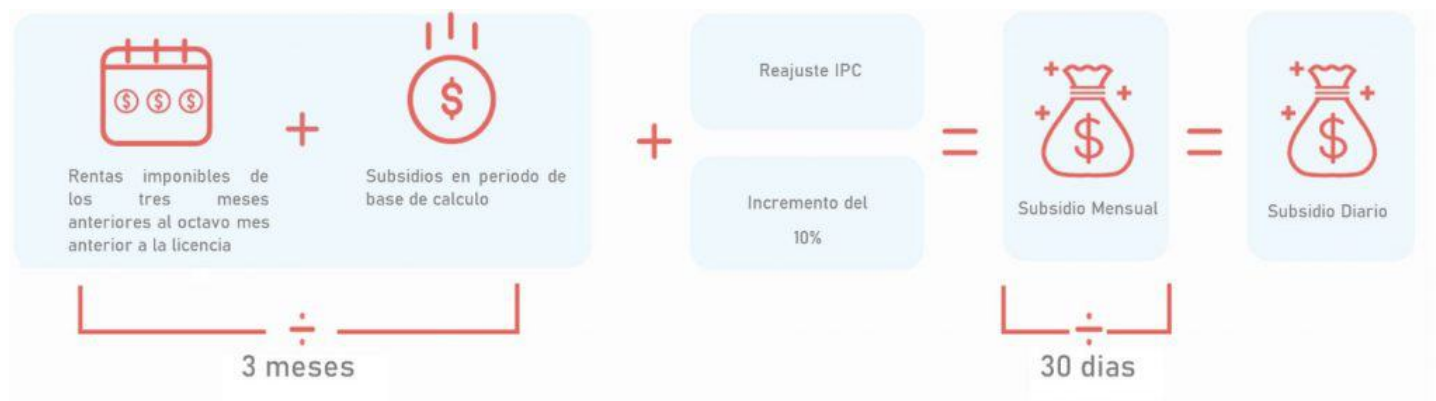 Rentas imponibles de
los tres meses
anteriores al octavo mes
anterior a la licencia
+
Subsidios en periodo de
base de calculo
÷
3 meses
+
Reajuste IPC
Incremento del
10%
=
$
Subsidio Mensual
÷
30 dias
=
$
Subsidio Diario